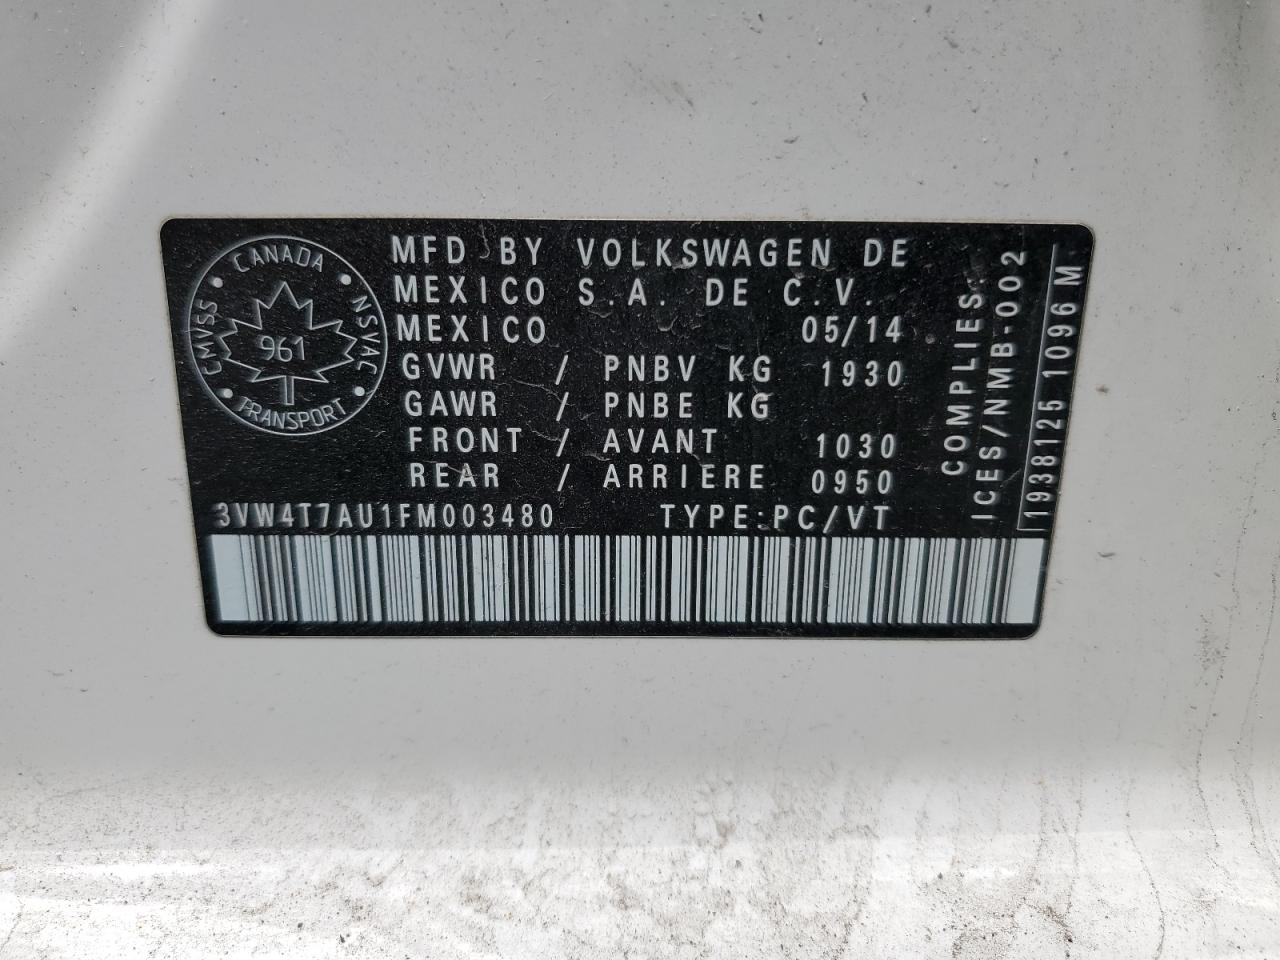 CANADA
CMVSS
NSVAC
961
TRANSPORT
MFD BY VOLKSWAGEN DE
MEXICO S.A. DE C.V.
MEXICO 05/14
GVWR / PNBV KG 1930
GAWR / PNBE KG
FRONT / AVANT 1030
REAR / ARRIERE 0950
3VW4T7AU1FM003480 TYPE:PC/VT
COMPLIES:
ICES/NMB-002
1938125 1096 M